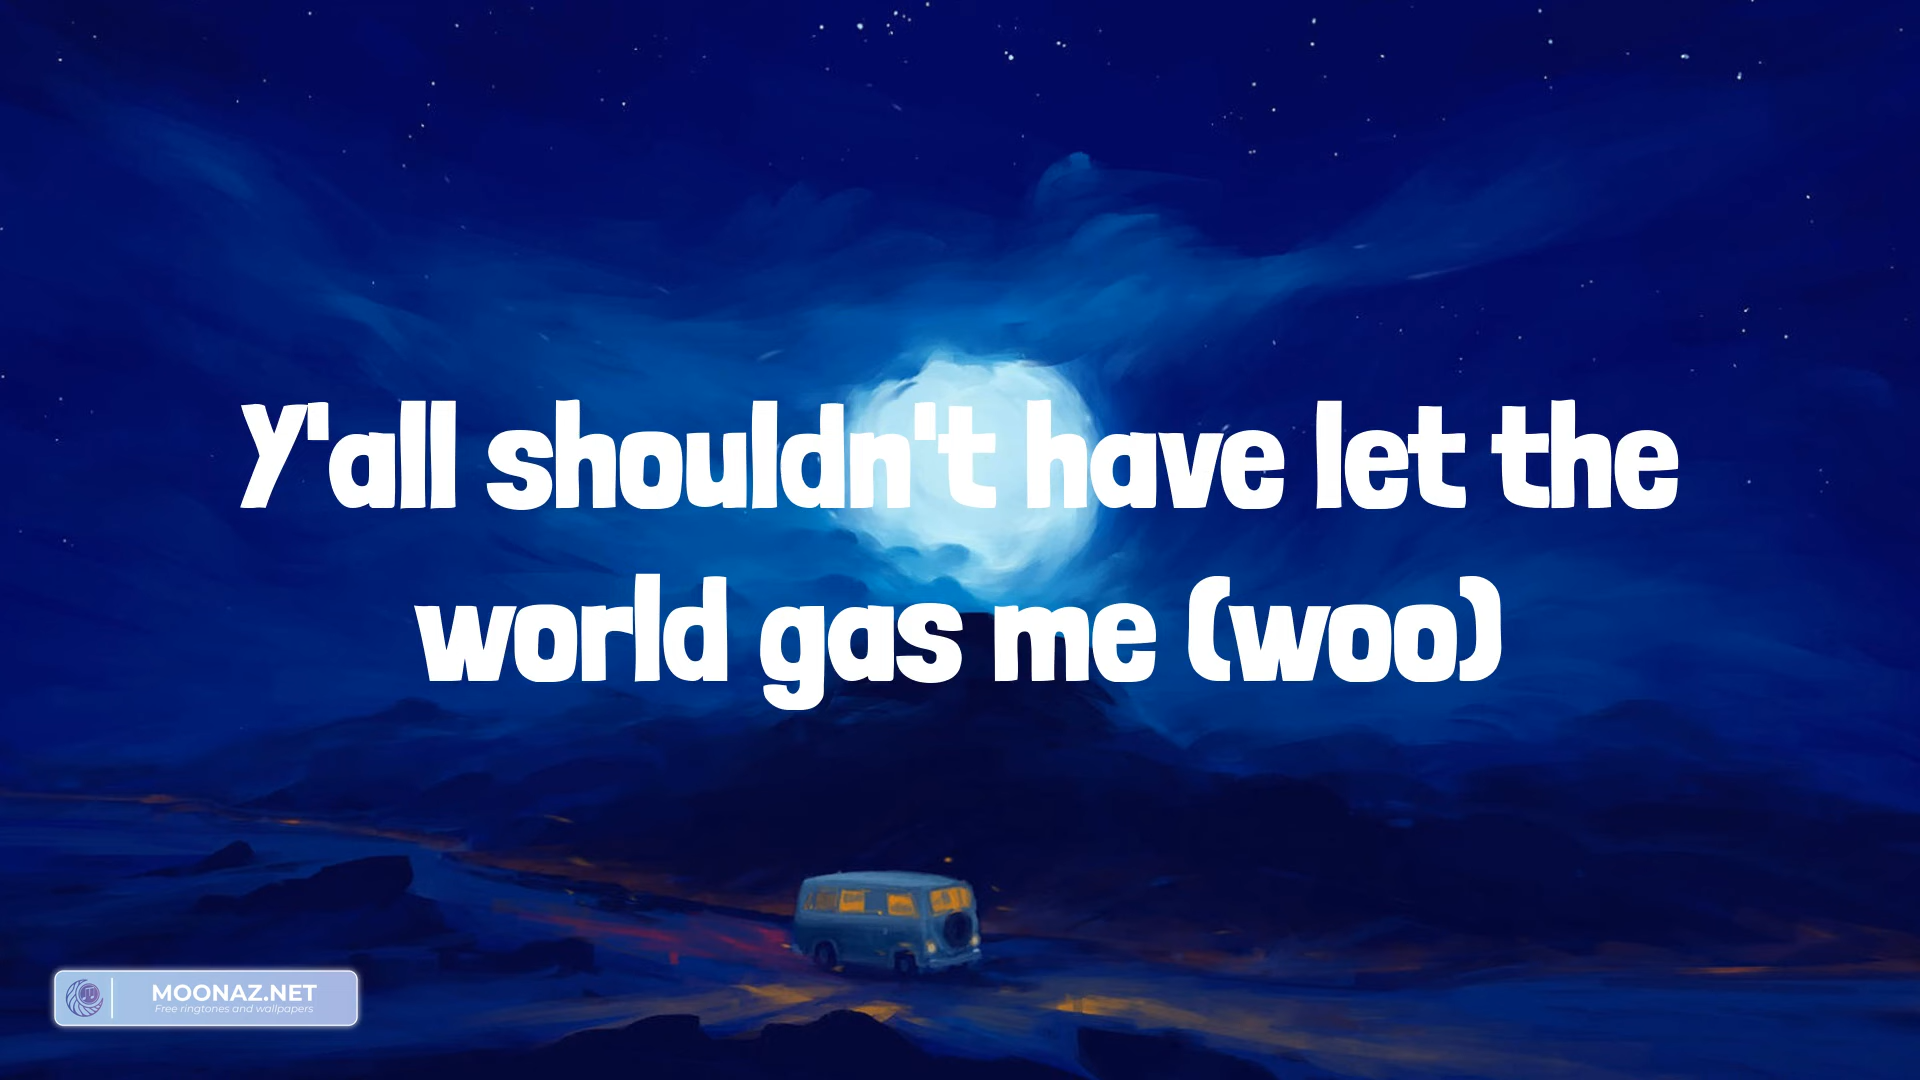 Y'all shouldn't have let the
world gas me (woo)
MOONAZ.NET
Free ringtones and wallpapers